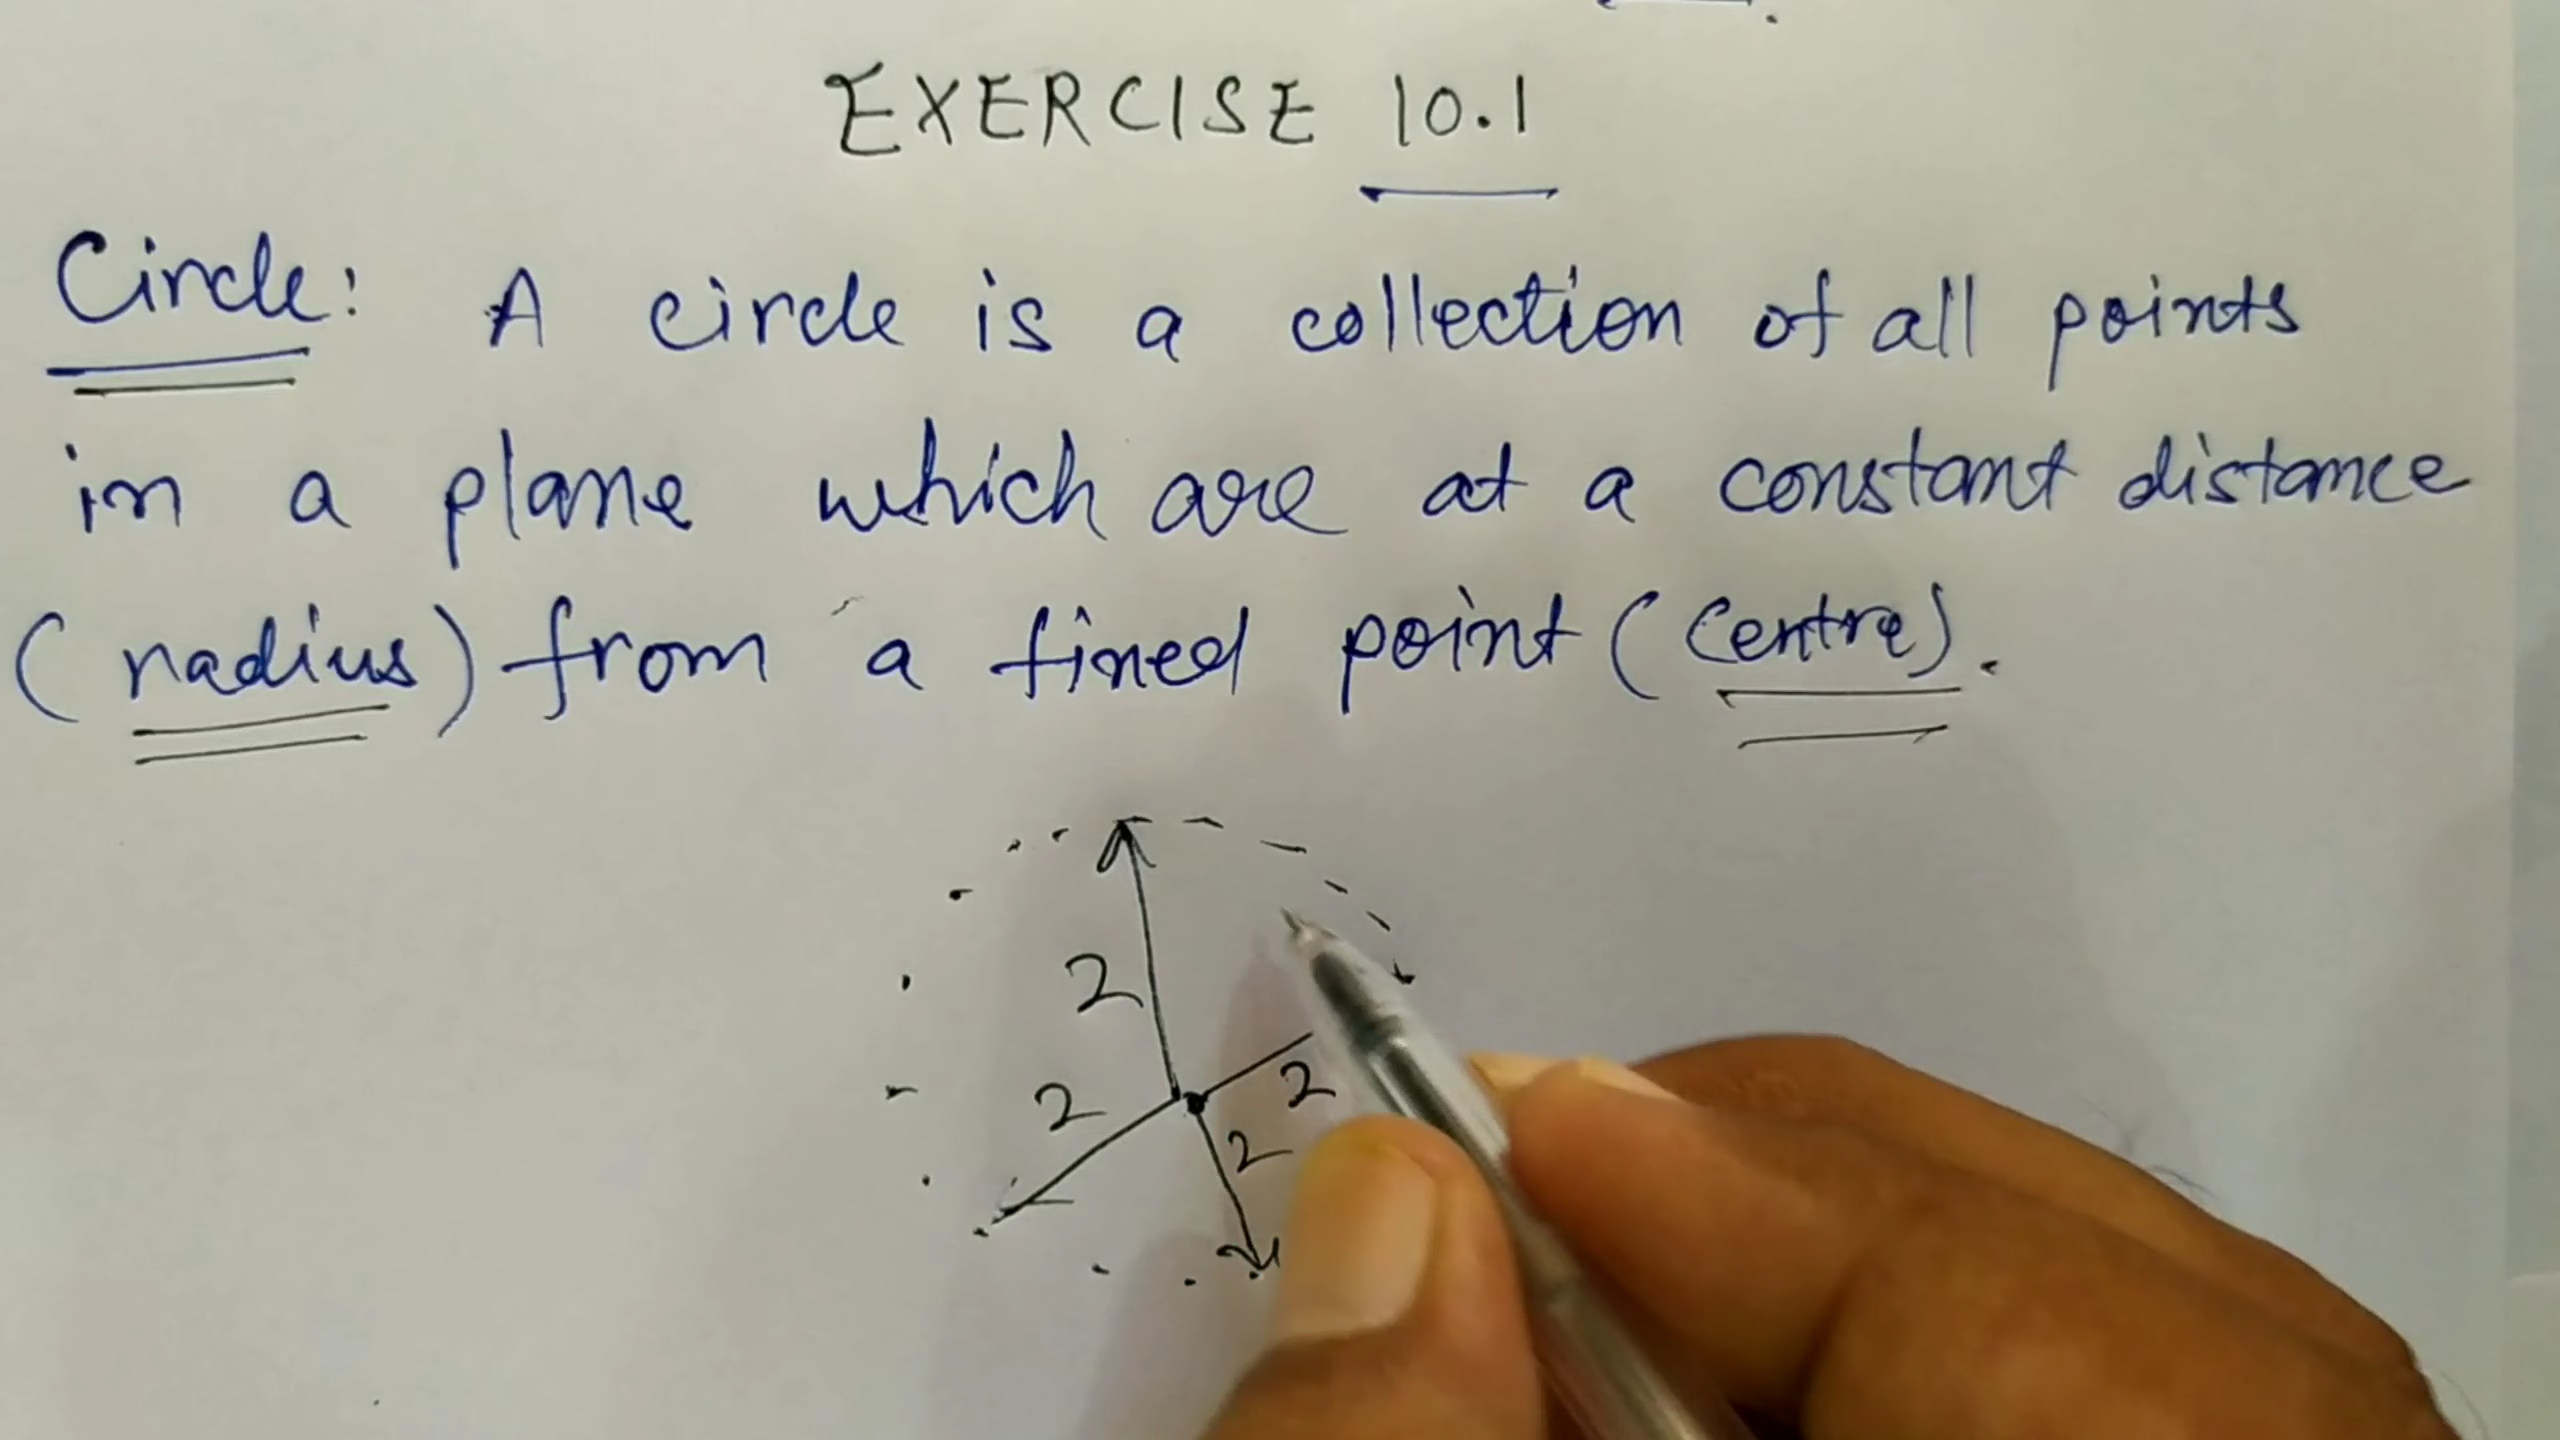 EXERCISE 10.1
Circle: A circle is a collection of all points
in a plane which are at a constant distance
(radius) from a fixed point (Centre).
2
2
2
2